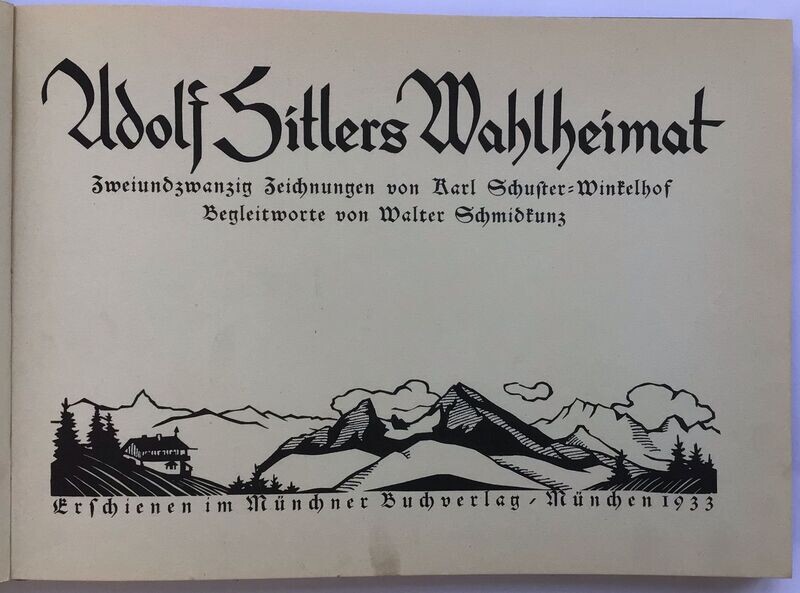 Adolf Hitlers Wahlheimat
Zweiundzwanzig Zeichnungen von Karl Schuſter-Winkelhof
Begleitworte von Walter Schmidkunz
Erſchienen im Münchner Buchverlag - München 1933